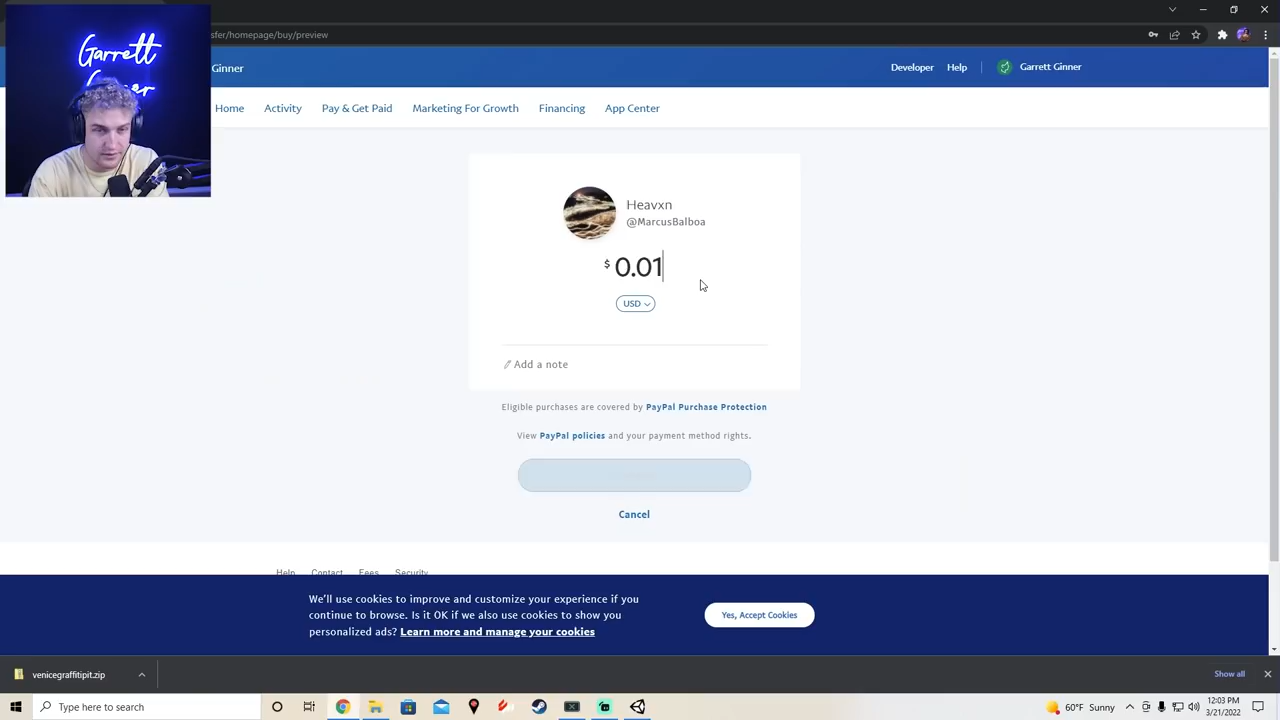 Garrett
Ginner
sfer/homepage/buy/preview
Ginner
Developer
Help
Garrett Ginner
Home
Activity
Pay & Get Paid
Marketing For Growth
Financing
App Center
Heavxn
@MarcusBalboa
$ 0.01
USD
Add a note
Eligible purchases are covered by PayPal Purchase Protection
View PayPal policies and your payment method rights.
Cancel
Help
Contact
Fees
Security
We'll use cookies to improve and customize your experience if you
continue to browse. Is it OK if we also use cookies to show you
personalized ads? Learn more and manage your cookies
Yes, Accept Cookies
venicegraffitipit.zip
Show all
Type here to search
60°F Sunny
12:03 PM
3/21/2022